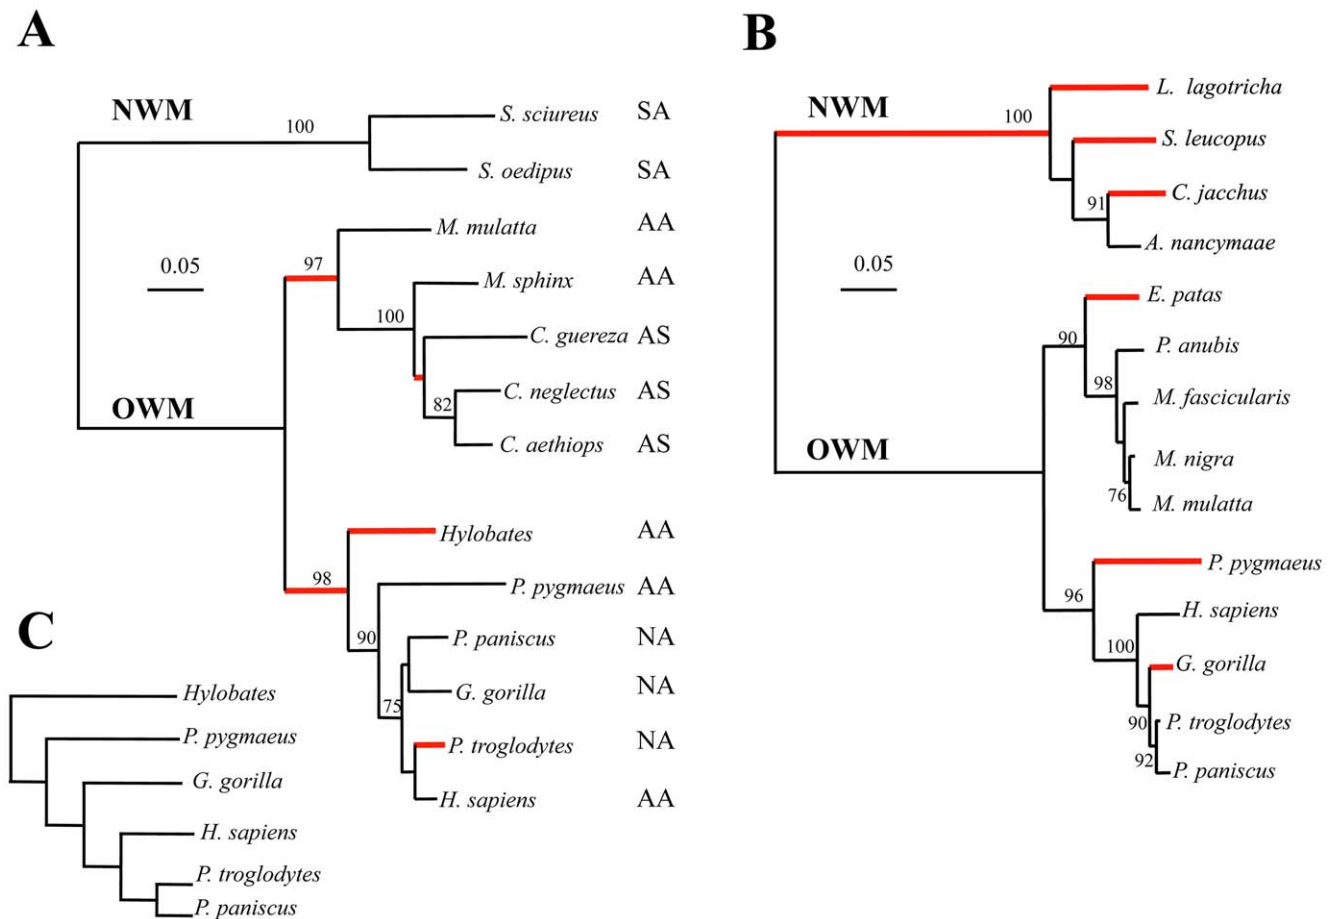 A
NWM
100
S. sciureus SA
S. oedipus SA
M. mulatta AA
0.05
97
M. sphinx AA
100
C. guereza AS
C. neglectus AS
82
OWM
C. aethiops AS
Hylobates AA
98
P. pygmaeus AA
90
P. paniscus NA
G. gorilla NA
75
P. troglodytes NA
H. sapiens AA
B
NWM
100
L. lagotricha
S. leucopus
C. jacchus
91
A. nancymaae
0.05
E. patas
90
P. anubis
98
M. fascicularis
OWM
M. nigra
76
M. mulatta
P. pygmaeus
96
H. sapiens
100
G. gorilla
90
P. troglodytes
92
P. paniscus
C
Hylobates
P. pygmaeus
G. gorilla
H. sapiens
P. troglodytes
P. paniscus